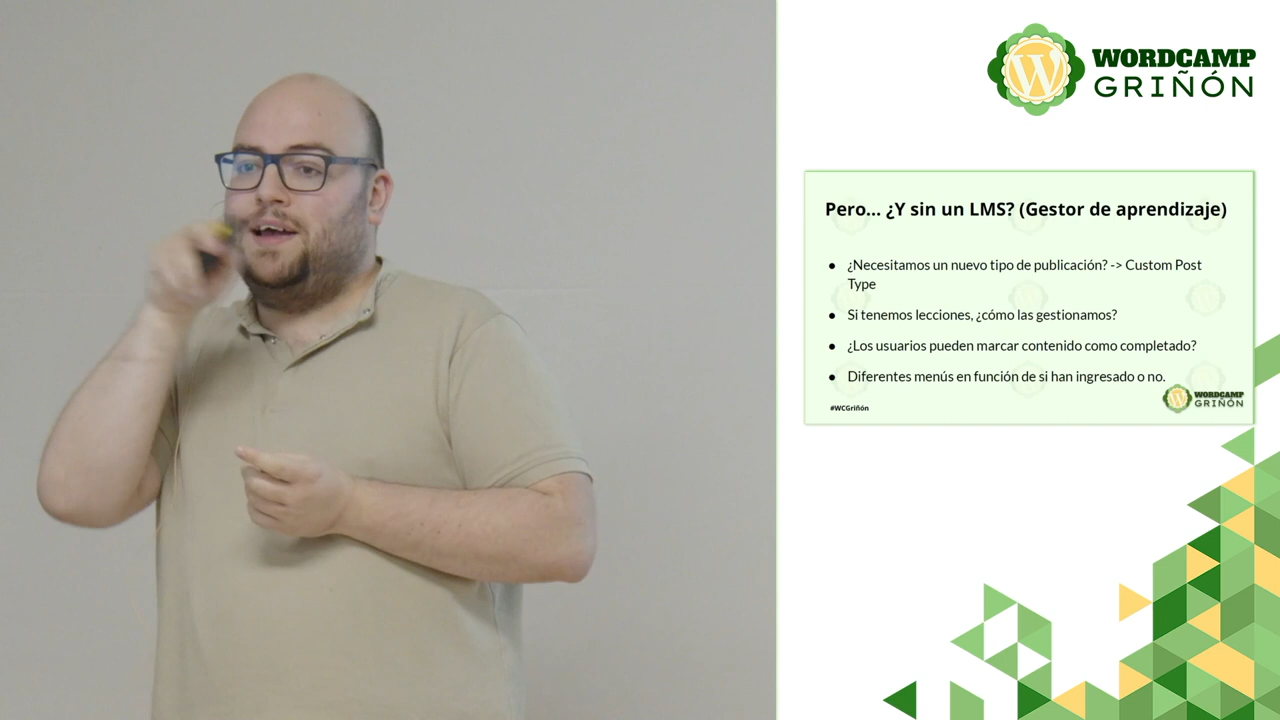 WORDCAMP
GRIÑÓN
Pero... ¿Y sin un LMS? (Gestor de aprendizaje)
● ¿Necesitamos un nuevo tipo de publicación? -> Custom Post
Type
● Si tenemos lecciones, ¿cómo las gestionamos?
● ¿Los usuarios pueden marcar contenido como completado?
● Diferentes menús en función de si han ingresado o no.
#WCGriñón
WORDCAMP
GRIÑÓN